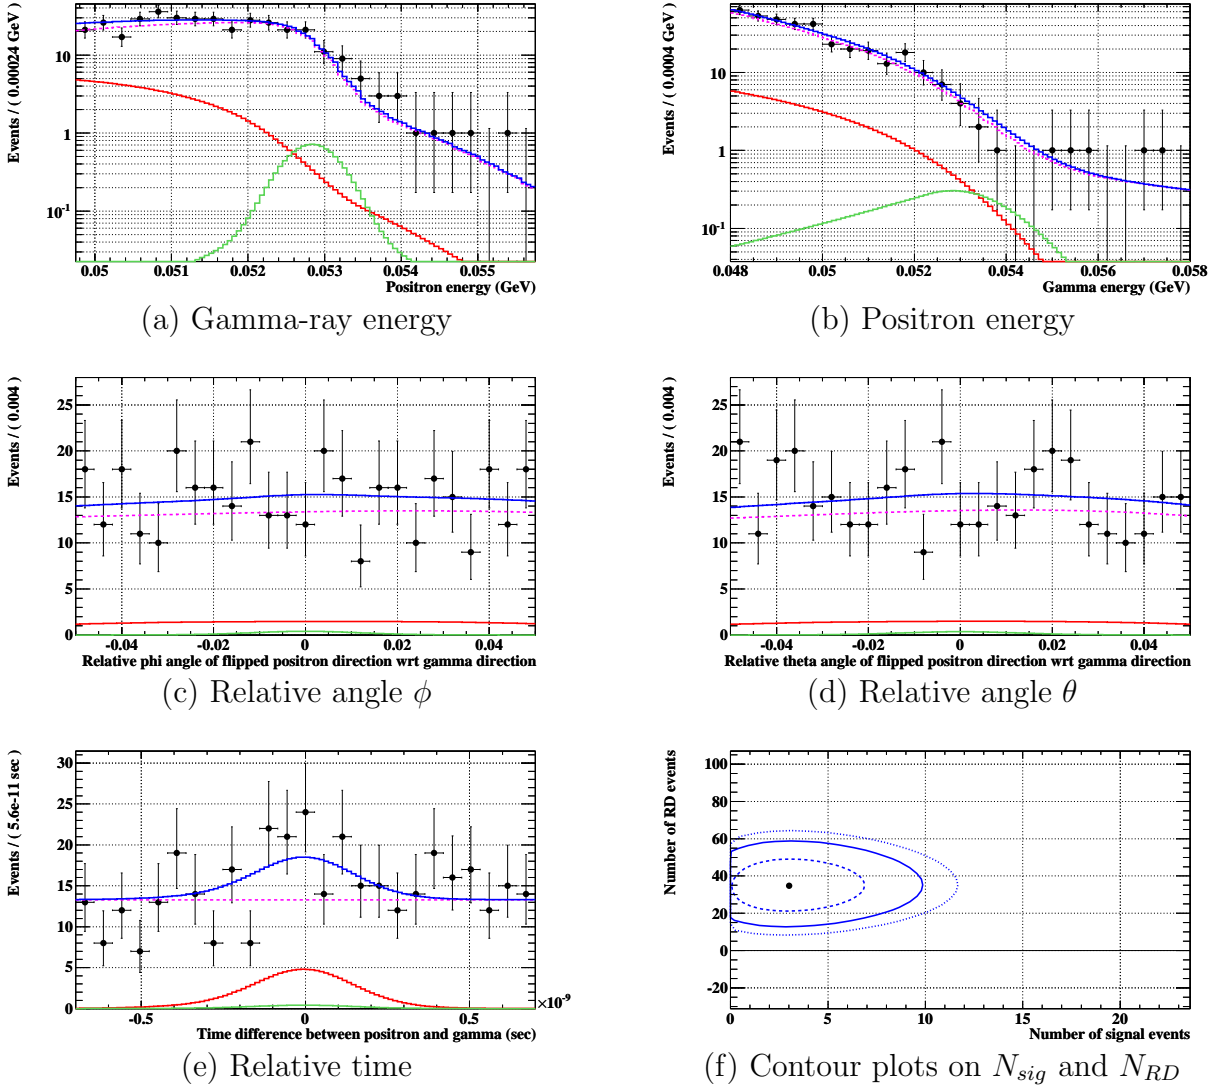 Events / ( 0.00024 GeV )
10
1
10-1
0.05 0.051 0.052 0.053 0.054 0.055
Positron energy (GeV)
(a) Gamma-ray energy
Events / ( 0.0004 GeV )
10
1
10-1
0.048 0.05 0.052 0.054 0.056 0.058
Gamma energy (GeV)
(b) Positron energy
Events / ( 0.004 )
25
20
15
10
5
0
-0.04 -0.02 0 0.02 0.04
Relative phi angle of flipped positron direction wrt gamma direction
(c) Relative angle ϕ
Events / ( 0.004 )
25
20
15
10
5
0
-0.04 -0.02 0 0.02 0.04
Relative theta angle of flipped positron direction wrt gamma direction
(d) Relative angle θ
Events / ( 5.6e-11 sec )
30
25
20
15
10
5
0
-0.5 0 0.5
×10-9
Time difference between positron and gamma (sec)
(e) Relative time
Number of RD events
100
80
60
40
20
0
-20
0 5 10 15 20
Number of signal events
(f) Contour plots on Nsig and NRD